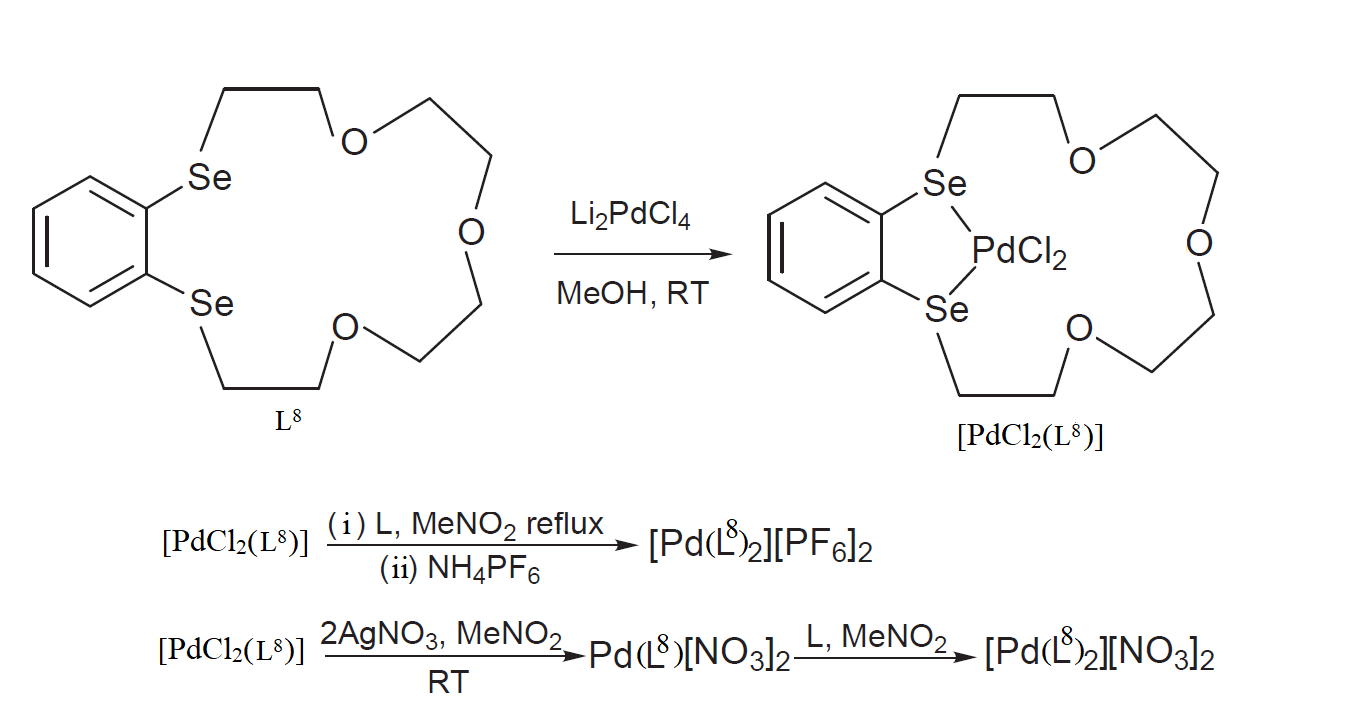 Se O O O Se
L⁸
Li₂PdCl₄
MeOH, RT
Se O O O Se PdCl₂
[PdCl₂(L⁸)]
[PdCl₂(L⁸)] (i) L, MeNO₂ reflux (ii) NH₄PF₆ [Pd(L⁸)₂][PF₆]₂
[PdCl₂(L⁸)] 2AgNO₃, MeNO₂ RT Pd(L⁸)[NO₃]₂ L, MeNO₂ [Pd(L⁸)₂][NO₃]₂